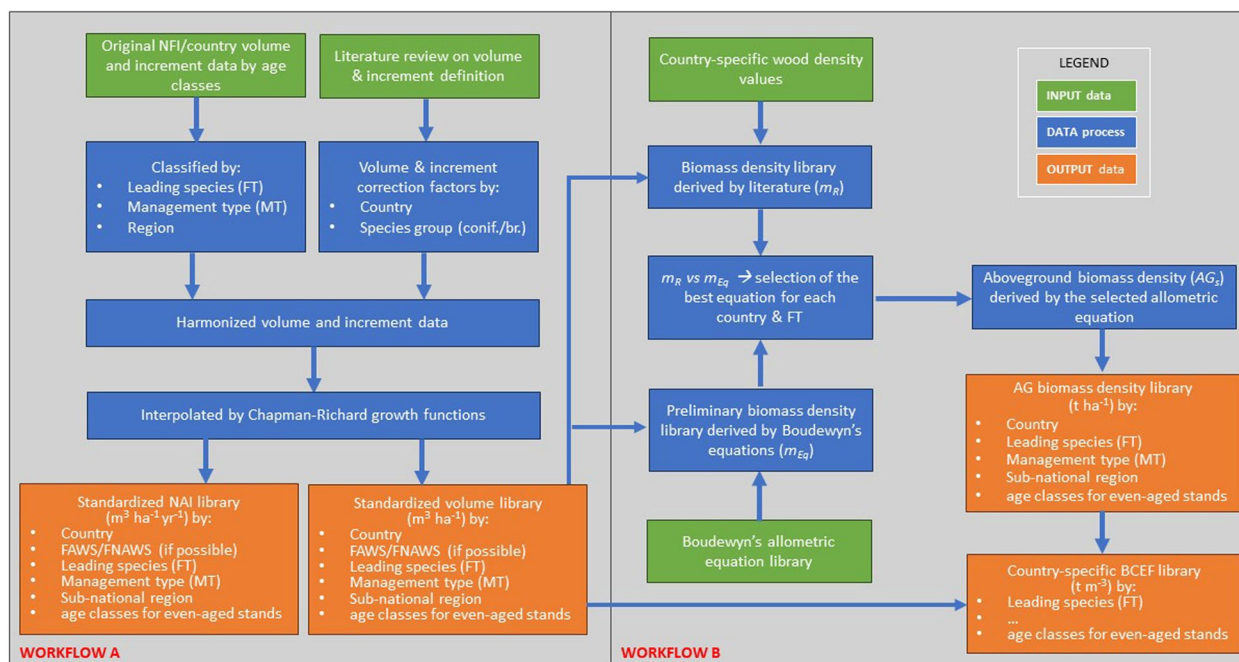 Original NFI/country volume
and increment data by age
classes
Literature review on volume
& increment definition
Classified by:
• Leading species (FT)
• Management type (MT)
• Region
Volume & increment
correction factors by:
• Country
• Species group (conif./br.)
Harmonized volume and increment data
Interpolated by Chapman-Richard growth functions
Standardized NAI library
(m³ ha⁻¹ yr⁻¹) by:
• Country
• FAWS/FNAWS (if possible)
• Leading species (FT)
• Management type (MT)
• Sub-national region
• age classes for even-aged stands
Standardized volume library
(m³ ha⁻¹) by:
• Country
• FAWS/FNAWS (if possible)
• Leading species (FT)
• Management type (MT)
• Sub-national region
• age classes for even-aged stands
WORKFLOW A
Country-specific wood density
values
Biomass density library
derived by literature (m_R)
m_R vs m_Eq → selection of the
best equation for each
country & FT
Preliminary biomass density
library derived by Boudewyn's
equations (m_Eq)
Boudewyn's allometric
equation library
WORKFLOW B
LEGEND
INPUT data
DATA process
OUTPUT data
Aboveground biomass density (AG_s)
derived by the selected allometric
equation
AG biomass density library
(t ha⁻¹) by:
• Country
• Leading species (FT)
• Management type (MT)
• Sub-national region
• age classes for even-aged stands
Country-specific BCEF library
(t m⁻³) by:
• Leading species (FT)
• ...
• age classes for even-aged stands